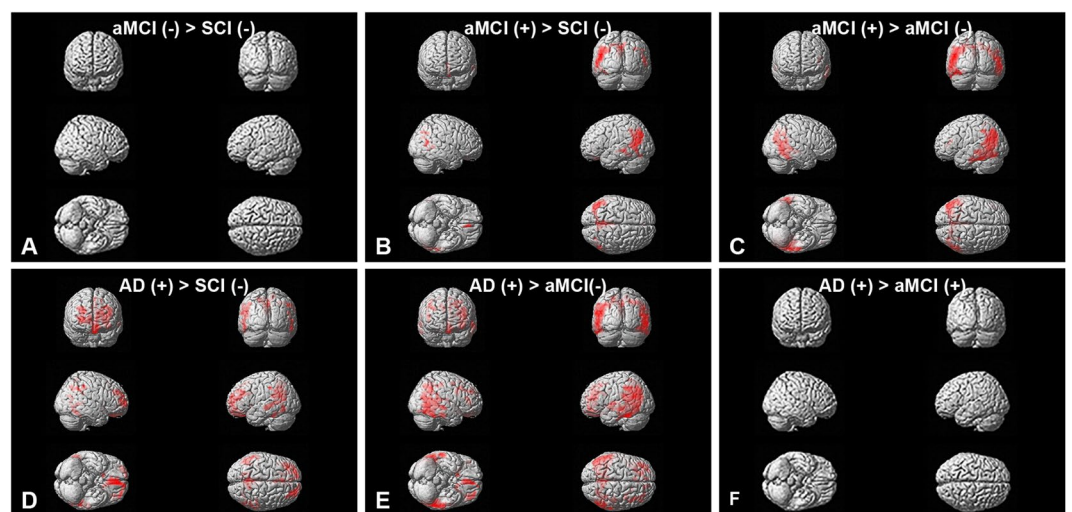 aMCI (-) > SCI (-)
A
aMCI (+) > SCI (-)
B
aMCI (+) > aMCI (-)
C
AD (+) > SCI (-)
D
AD (+) > aMCI(-)
E
AD (+) > aMCI (+)
F